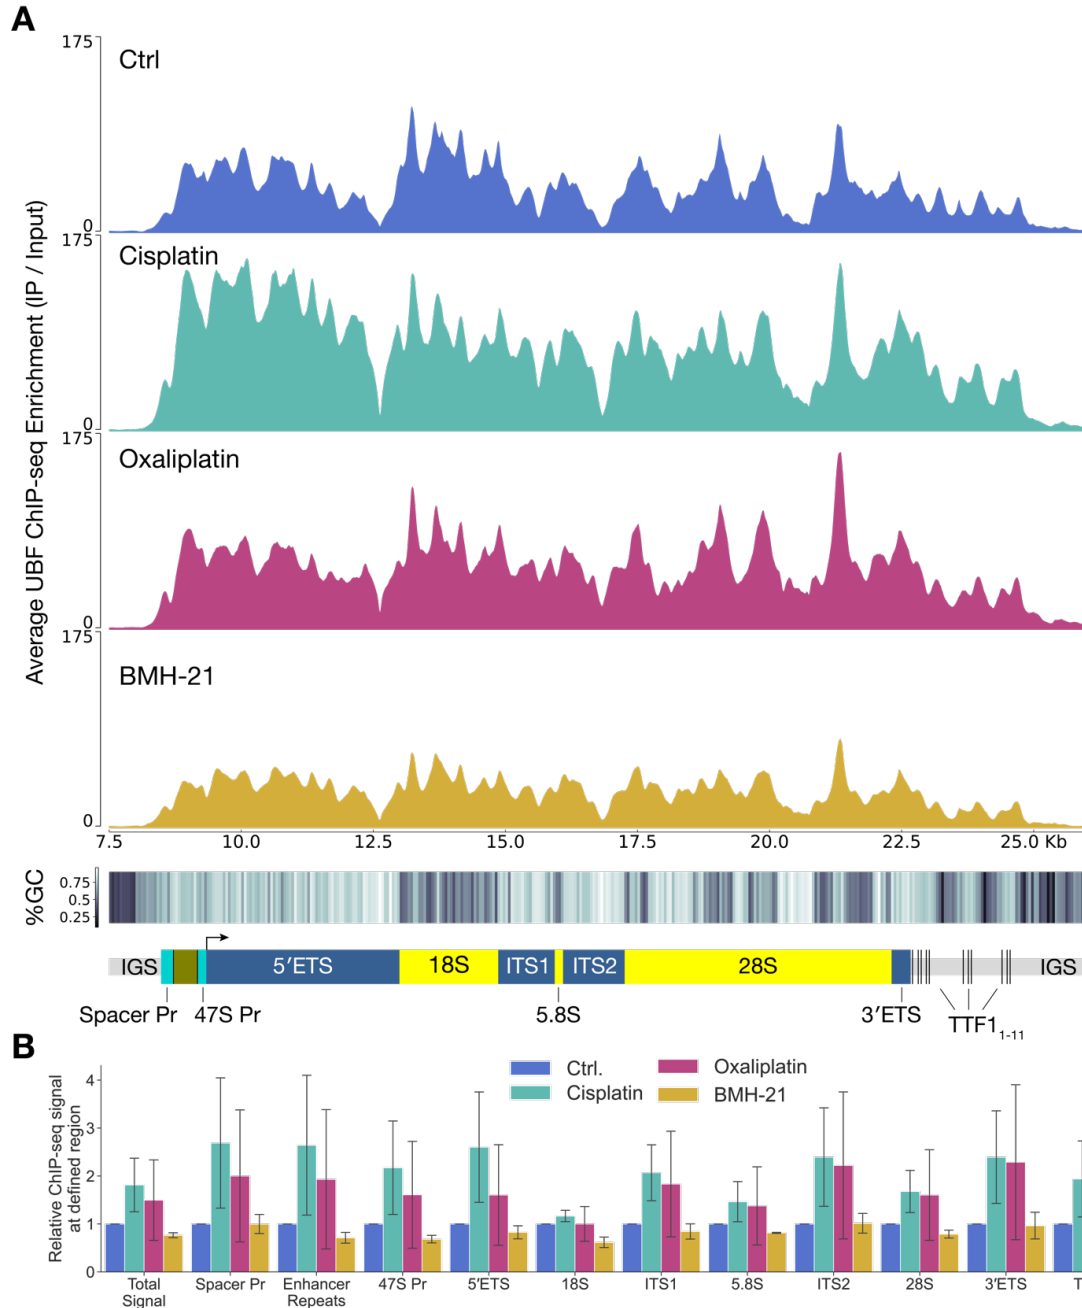 A
175
Ctrl
0
175
Cisplatin
0
175
Oxaliplatin
0
175
BMH-21
0
Average UBF ChIP-seq Enrichment (IP / Input)
7.5 10.0 12.5 15.0 17.5 20.0 22.5 25.0 Kb
%GC
0.75
0.5
0.25
IGS 5′ETS 18S ITS1 ITS2 28S IGS
Spacer Pr 47S Pr 5.8S 3′ETS TTF1 1-11
B
Relative ChIP-seq signal
at defined region
4
3
2
1
0
Ctrl. Oxaliplatin
Cisplatin BMH-21
Total Signal Spacer Pr Enhancer Repeats 47S Pr 5′ETS 18S ITS1 5.8S ITS2 28S 3′ETS T